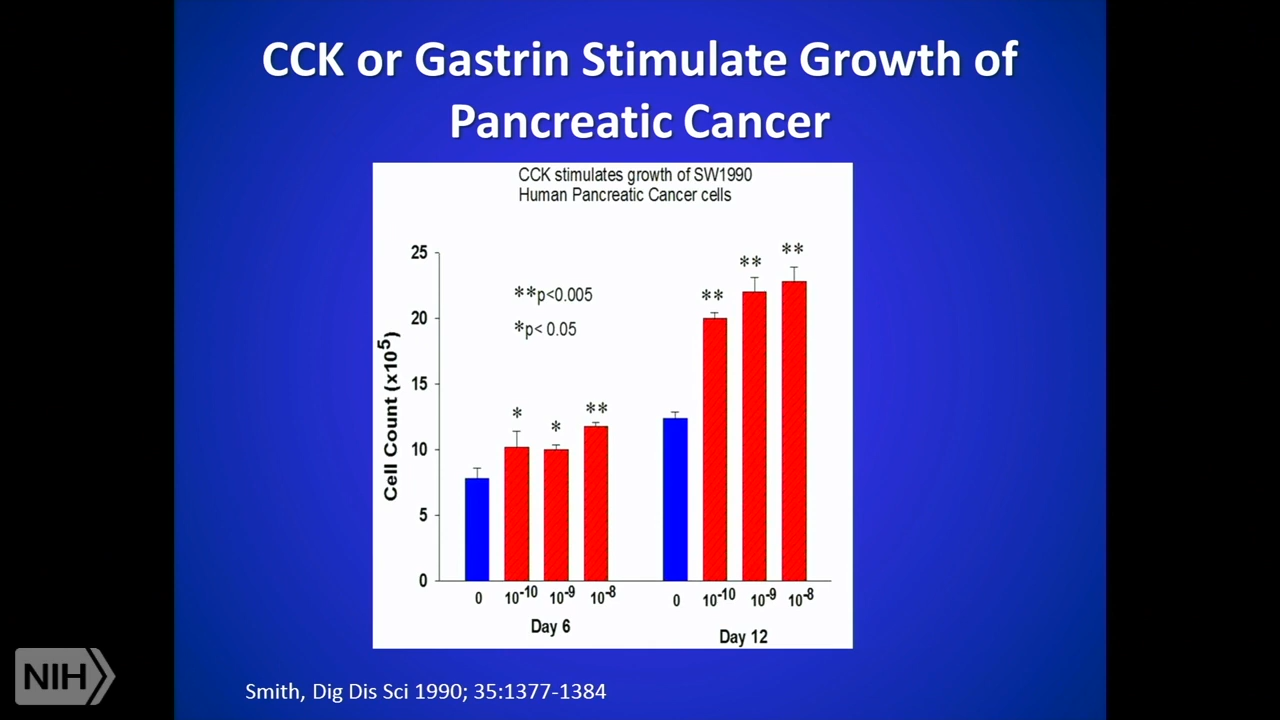 CCK or Gastrin Stimulate Growth of
Pancreatic Cancer
CCK stimulates growth of SW1990
Human Pancreatic Cancer cells
25
20
15
10
5
0
Cell Count (x10⁵)
**p<0.005
*p< 0.05
* * ** ** ** **
0 10⁻¹⁰ 10⁻⁹ 10⁻⁸ 0 10⁻¹⁰ 10⁻⁹ 10⁻⁸
Day 6 Day 12
NIH
Smith, Dig Dis Sci 1990; 35:1377-1384